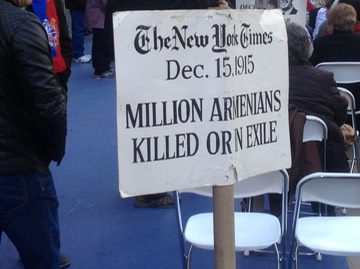 The New York Times
Dec. 15, 1915
MILLION ARMENIANS
KILLED OR IN EXILE